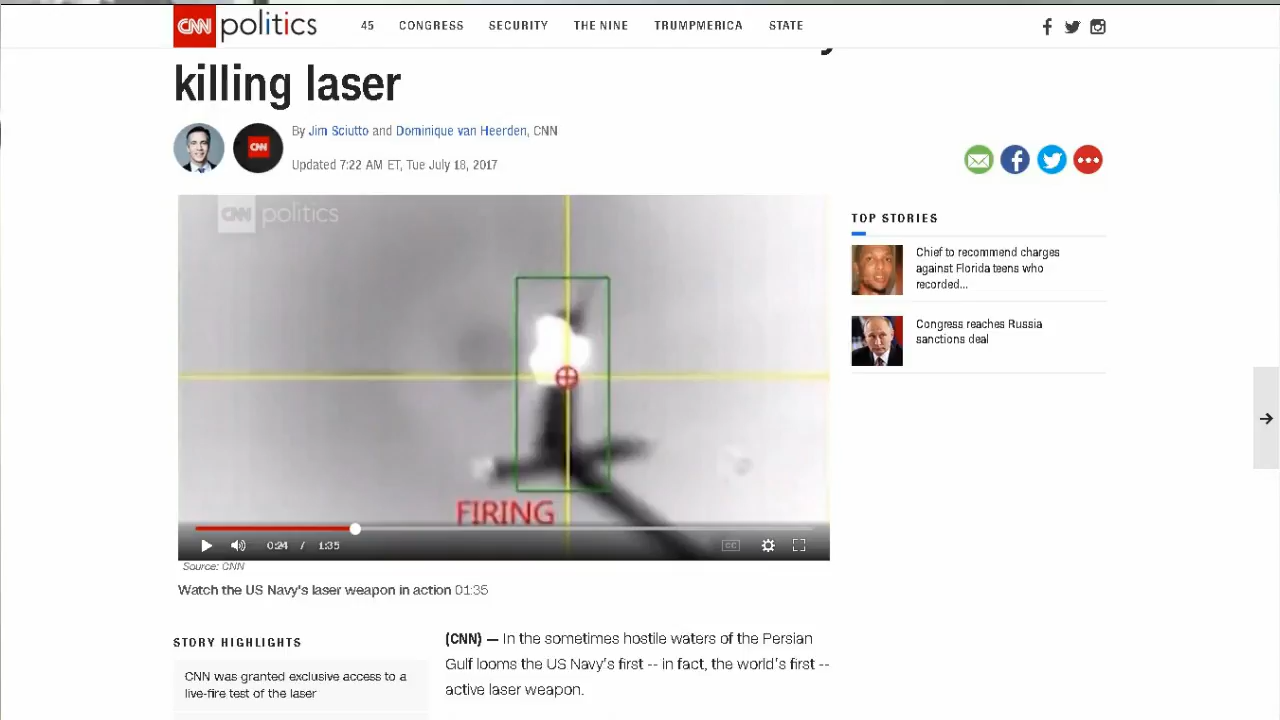 CNN politics
45 CONGRESS SECURITY THE NINE TRUMPMERICA STATE
killing laser
By Jim Sciutto and Dominique van Heerden, CNN
Updated 7:22 AM ET, Tue July 18, 2017
CNN politics
FIRING
0:24 / 1:35
CC
Source: CNN
Watch the US Navy's laser weapon in action 01:35
TOP STORIES
Chief to recommend charges
against Florida teens who
recorded...
Congress reaches Russia
sanctions deal
STORY HIGHLIGHTS
CNN was granted exclusive access to a
live-fire test of the laser
(CNN) — In the sometimes hostile waters of the Persian
Gulf looms the US Navy's first -- in fact, the world's first --
active laser weapon.